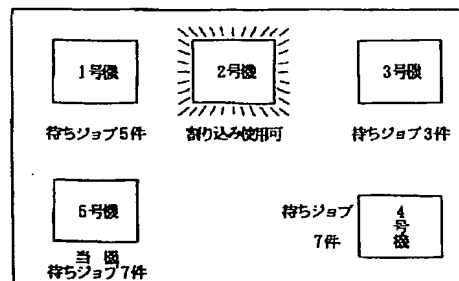 1号機
2号機
3号機
待ちジョブ5件
割り込み使用可
待ちジョブ3件
5号機
当機
待ちジョブ7件
待ちジョブ
7件
4号機